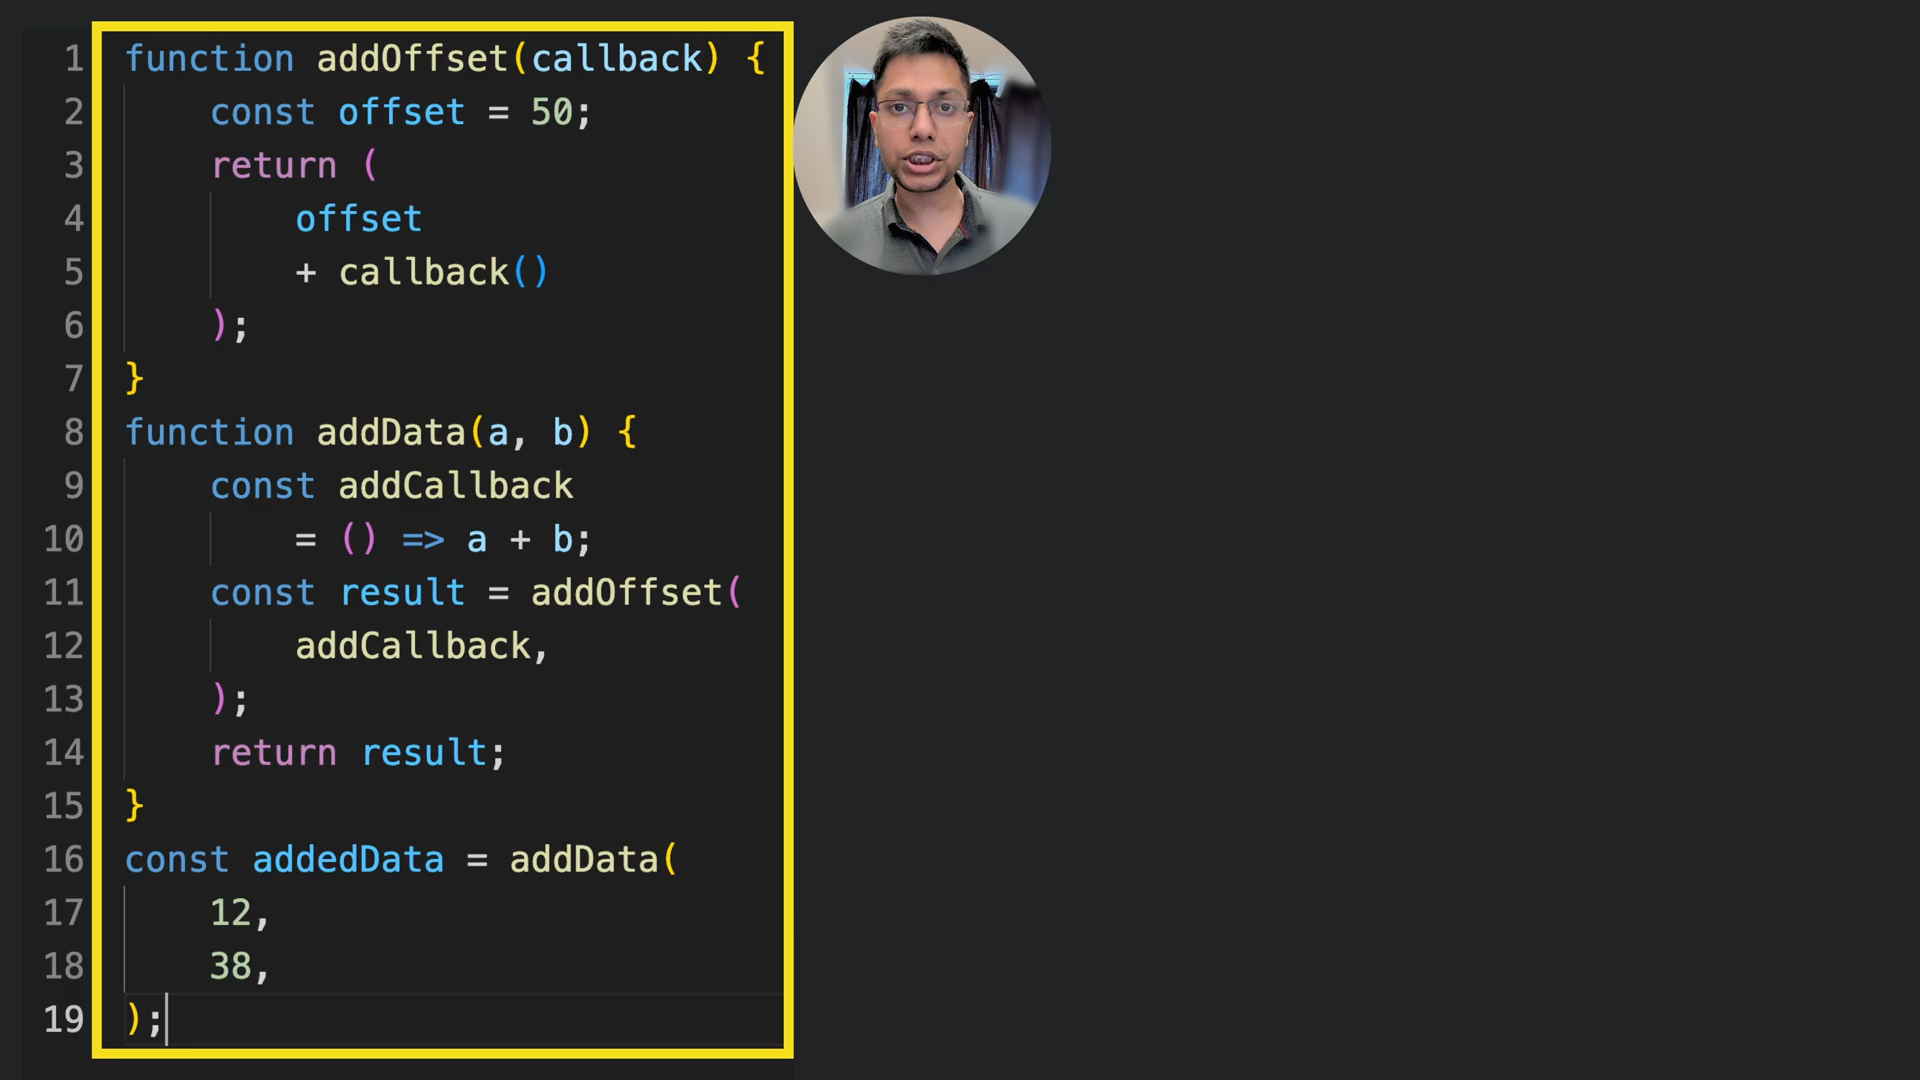 1 function addOffset(callback) {
2 const offset = 50;
3 return (
4 offset
5 + callback()
6 );
7 }
8 function addData(a, b) {
9 const addCallback
10 = () => a + b;
11 const result = addOffset(
12 addCallback,
13 );
14 return result;
15 }
16 const addedData = addData(
17 12,
18 38,
19 );